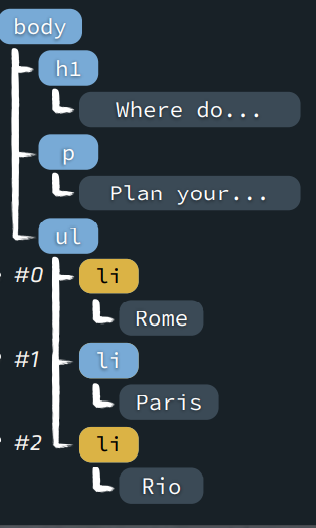 body
h1
Where do...
p
Plan your...
ul
#0 li
Rome
#1 li
Paris
#2 li
Rio